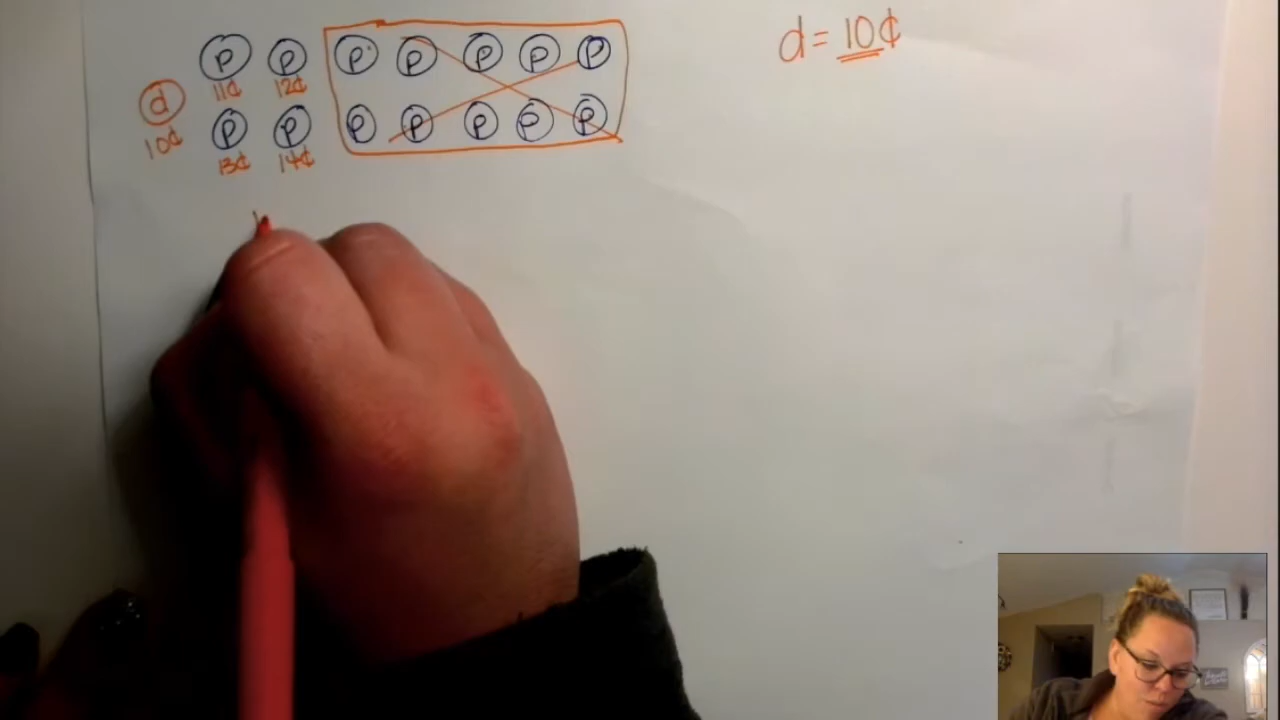 p p p p p p p d = 10¢
11¢ 12¢
d
10¢
p p p p p p p
13¢ 14¢